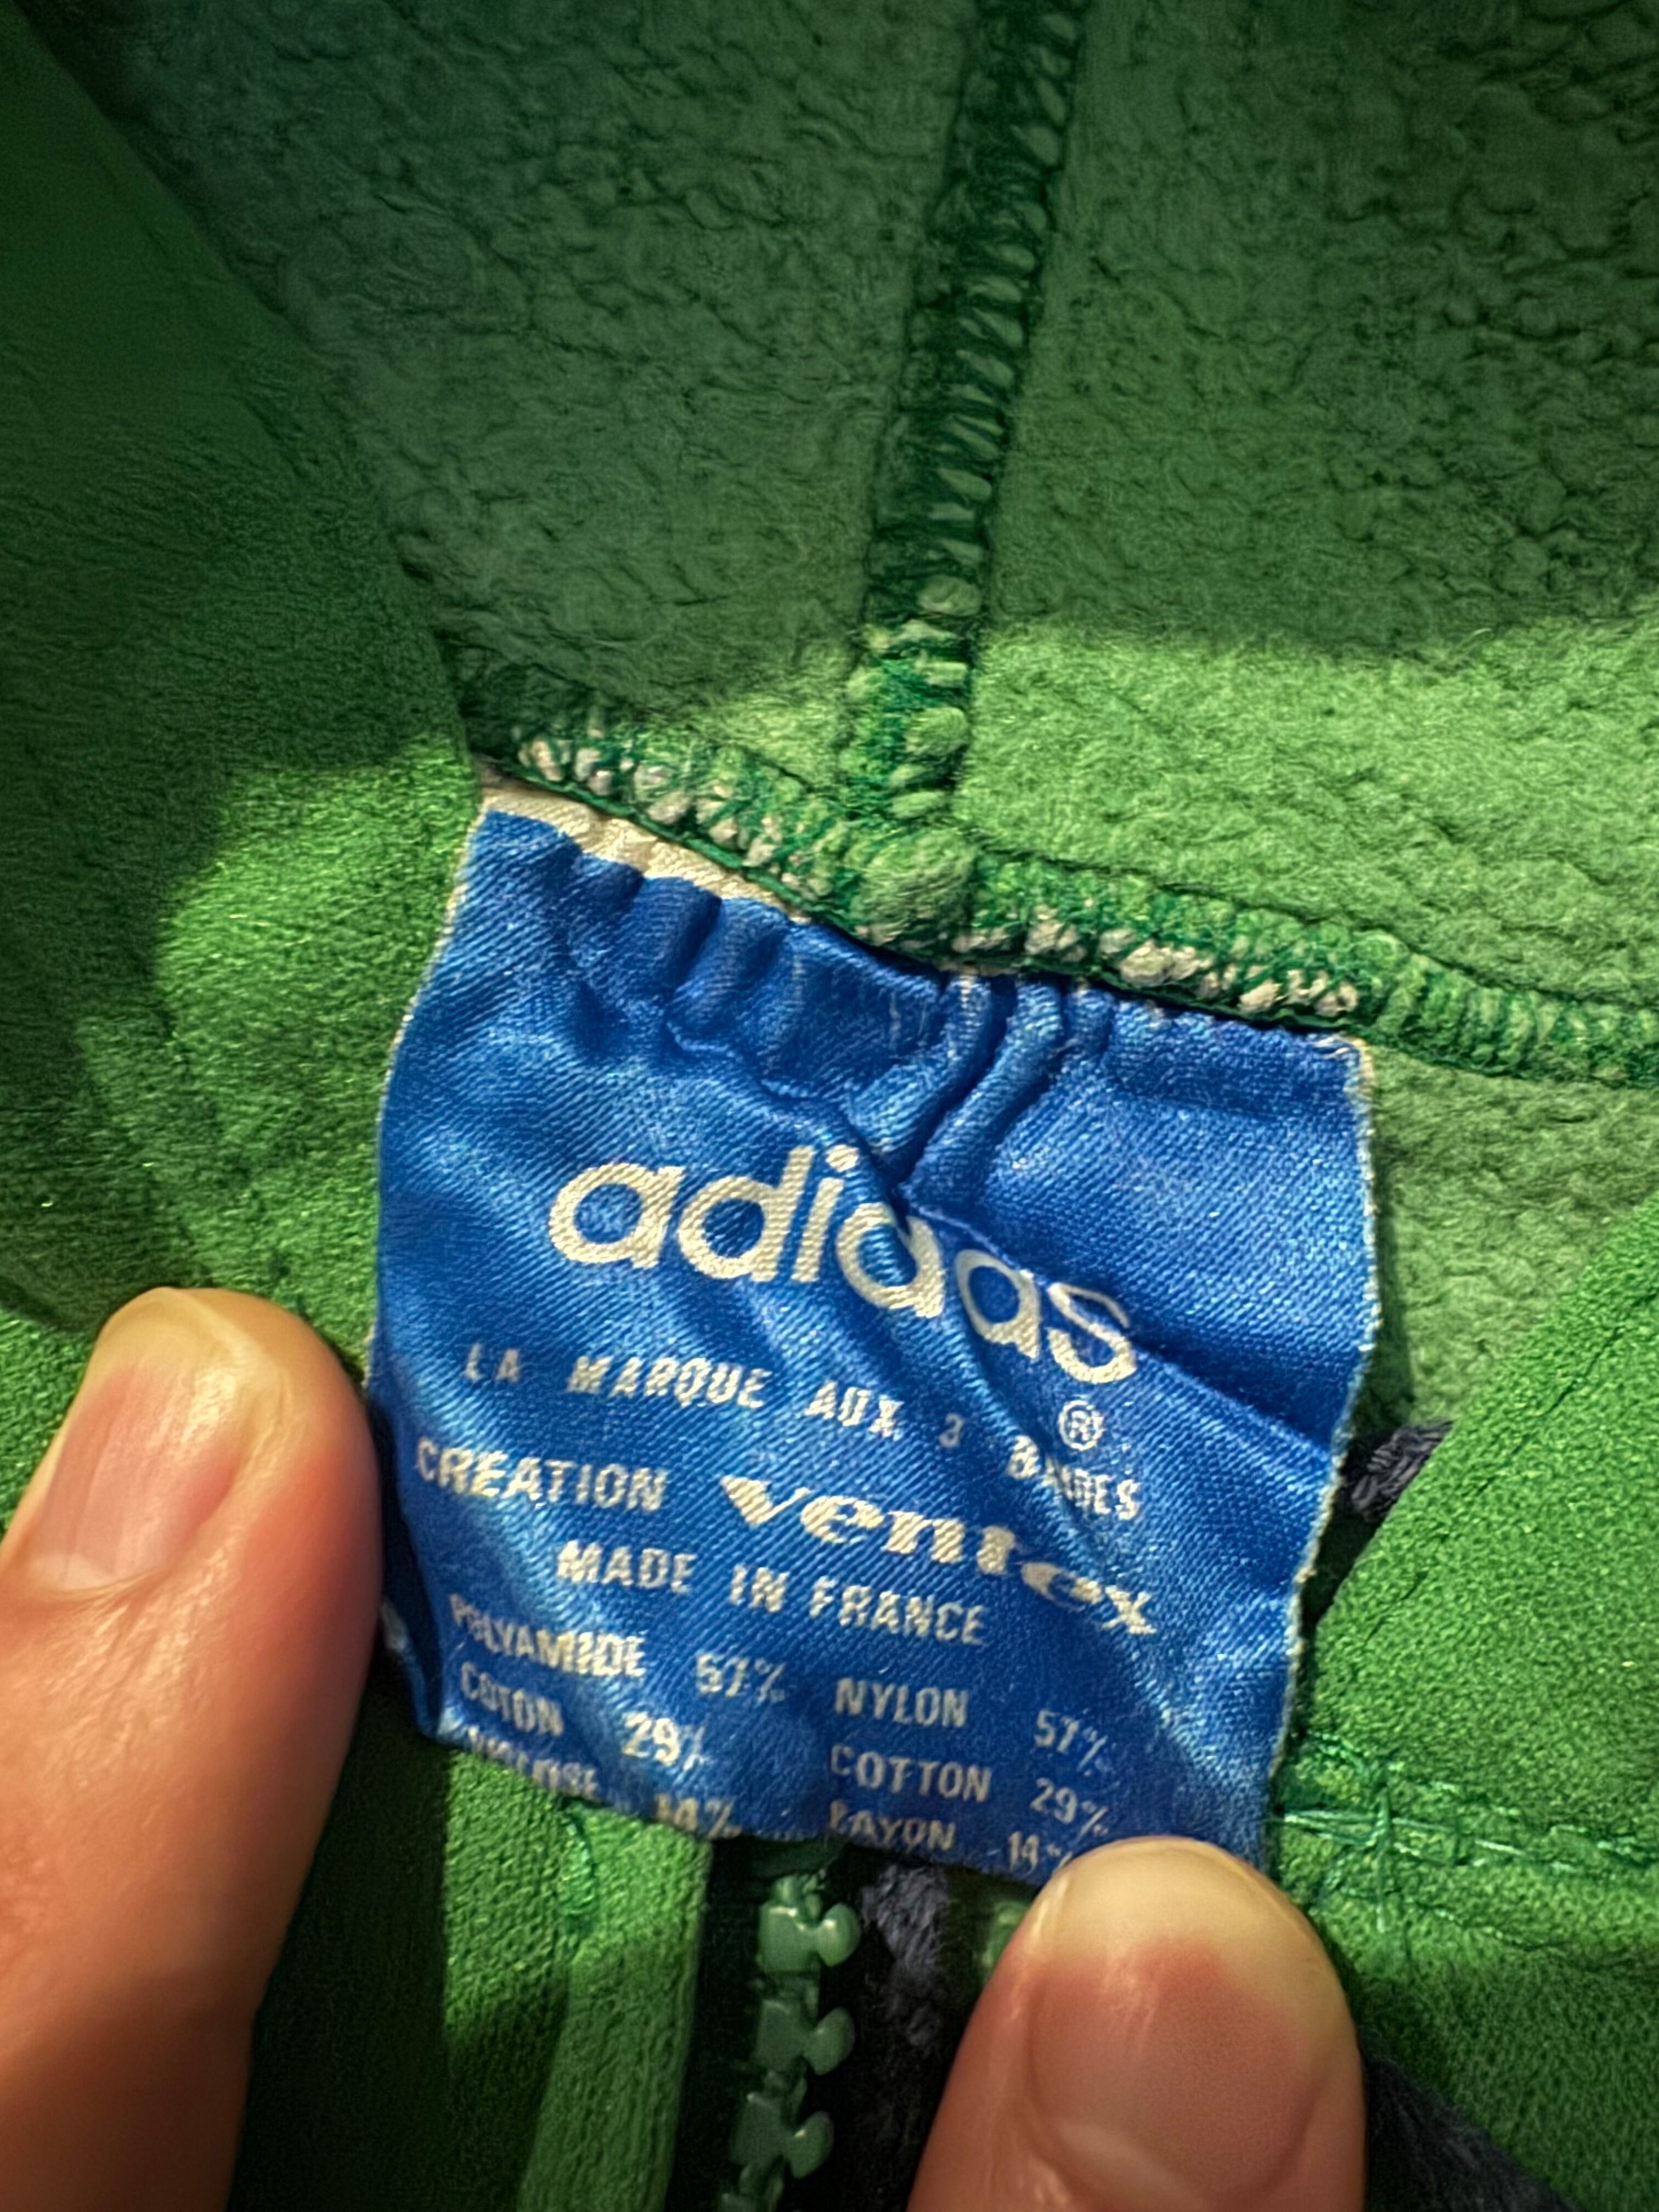 adidas
®
LA MARQUE AUX 3 BANDES
CREATION ventex
MADE IN FRANCE
POLYAMIDE 57% NYLON 57%
COTON 29% COTTON 29%
14% RAYON 14%